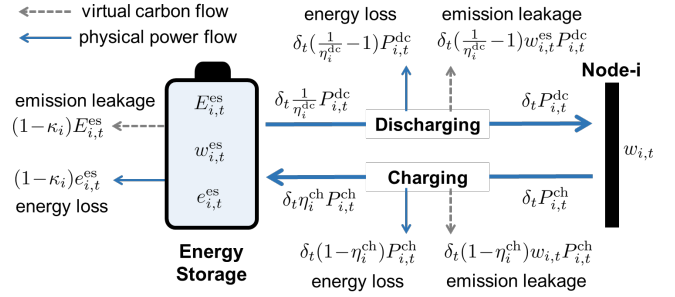 virtual carbon flow
physical power flow
energy loss
δ_t(1/η_i^dc −1)P_{i,t}^dc
emission leakage
δ_t(1/η_i^dc −1)w_{i,t}^es P_{i,t}^dc
Node-i
emission leakage
(1−κ_i)E_{i,t}^es
E_{i,t}^es
δ_t 1/η_i^dc P_{i,t}^dc
Discharging
δ_t P_{i,t}^dc
w_{i,t}^es
w_{i,t}
(1−κ_i)e_{i,t}^es
energy loss
e_{i,t}^es
δ_t η_i^ch P_{i,t}^ch
Charging
δ_t P_{i,t}^ch
Energy
Storage
δ_t(1−η_i^ch)P_{i,t}^ch
energy loss
δ_t(1−η_i^ch)w_{i,t}P_{i,t}^ch
emission leakage